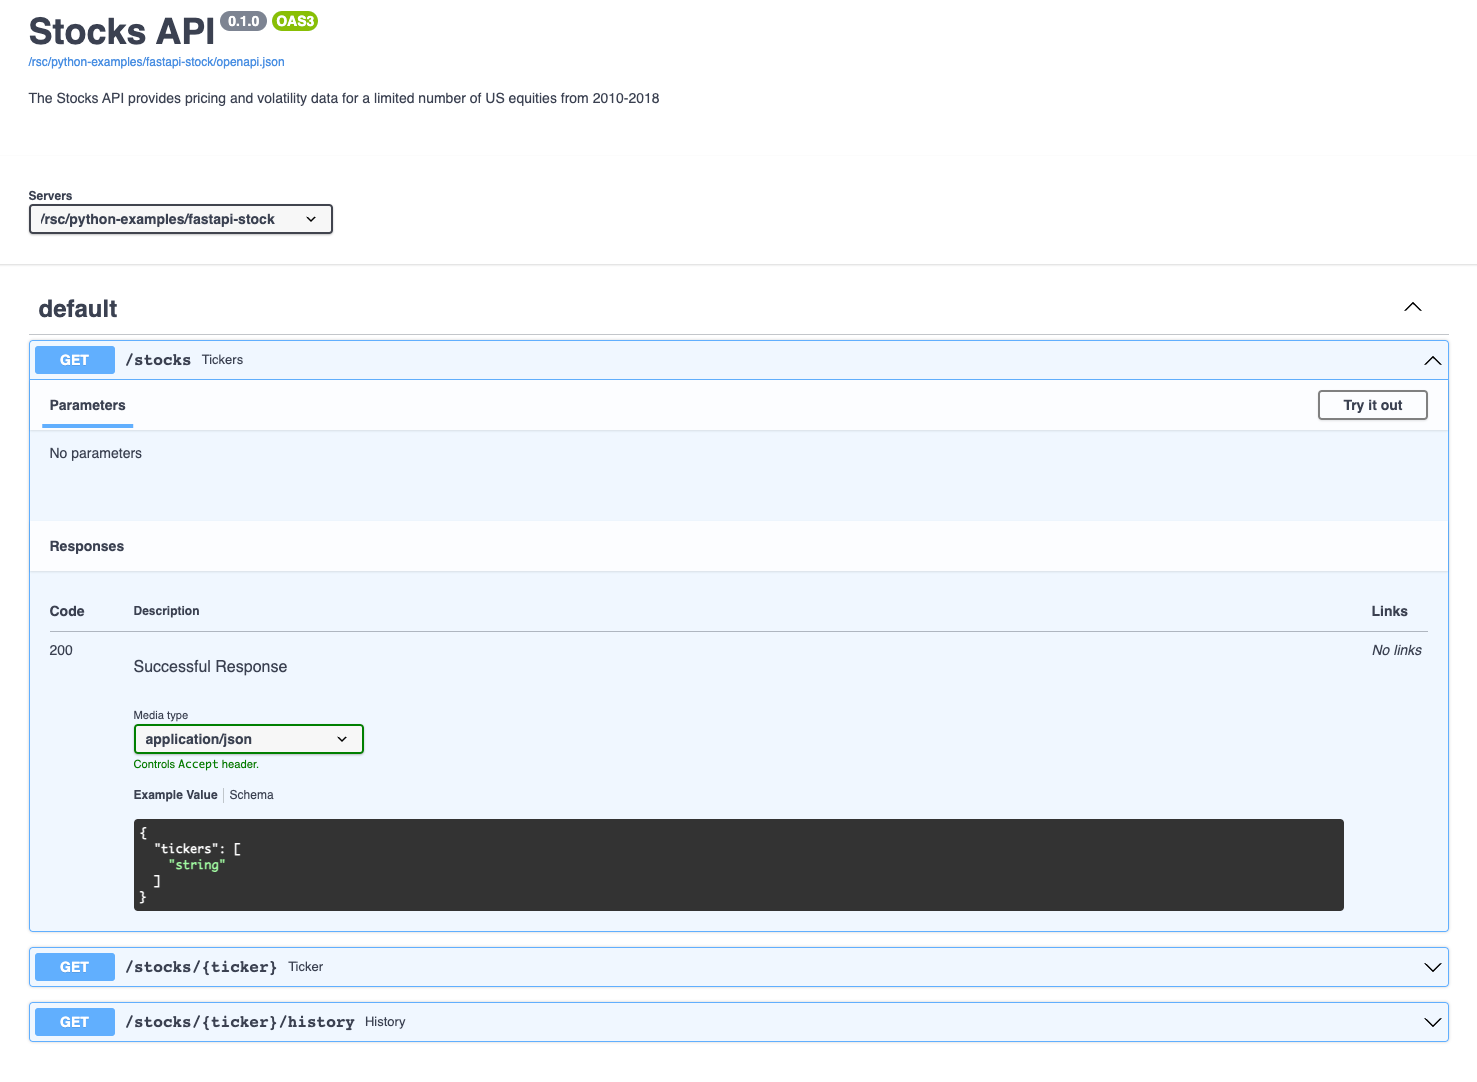 Stocks API 0.1.0 OAS3
/rsc/python-examples/fastapi-stock/openapi.json
The Stocks API provides pricing and volatility data for a limited number of US equities from 2010-2018
Servers
/rsc/python-examples/fastapi-stock
default
GET /stocks Tickers
Parameters Try it out
No parameters
Responses
Code Description Links
200 No links
Successful Response
Media type
application/json
Controls Accept header.
Example Value Schema
{
  "tickers": [
    "string"
  ]
}
GET /stocks/{ticker} Ticker
GET /stocks/{ticker}/history History